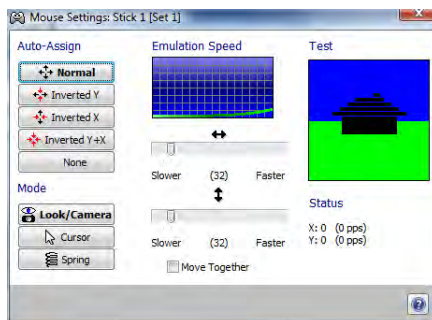 Mouse Settings: Stick 1 [Set 1]
Auto-Assign
Normal
Inverted Y
Inverted X
Inverted Y+X
None
Mode
Look/Camera
Cursor
Spring
Emulation Speed
Slower (32) Faster
Slower (32) Faster
Move Together
Test
Status
X: 0 (0 pps)
Y: 0 (0 pps)